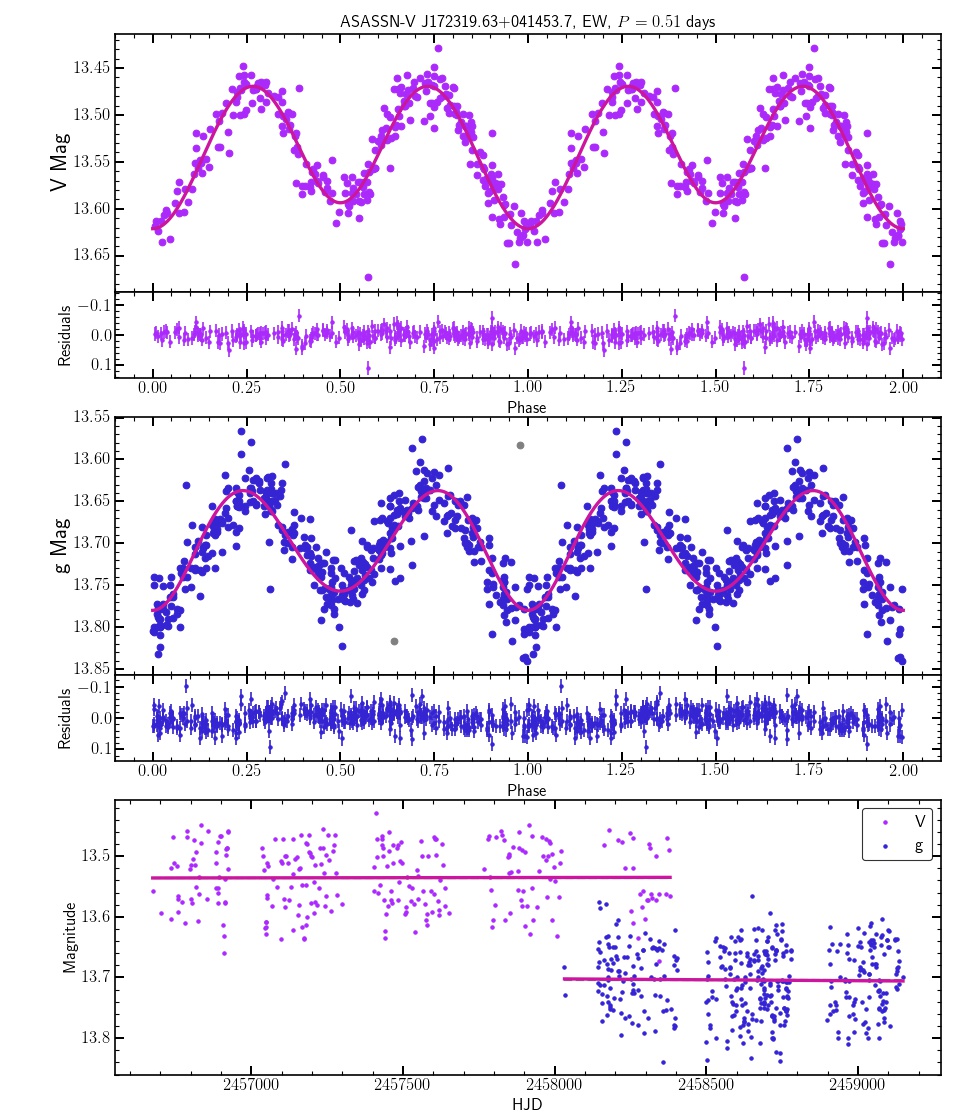 ASASSN-V J172319.63+041453.7, EW, P = 0.51 days
V Mag
13.45
13.50
13.55
13.60
13.65
Residuals
−0.1
0.0
0.1
0.00 0.25 0.50 0.75 1.00 1.25 1.50 1.75 2.00
Phase
g Mag
13.55
13.60
13.65
13.70
13.75
13.80
13.85
Residuals
−0.1
0.0
0.1
0.00 0.25 0.50 0.75 1.00 1.25 1.50 1.75 2.00
Phase
V
g
Magnitude
13.5
13.6
13.7
13.8
2457000 2457500 2458000 2458500 2459000
HJD